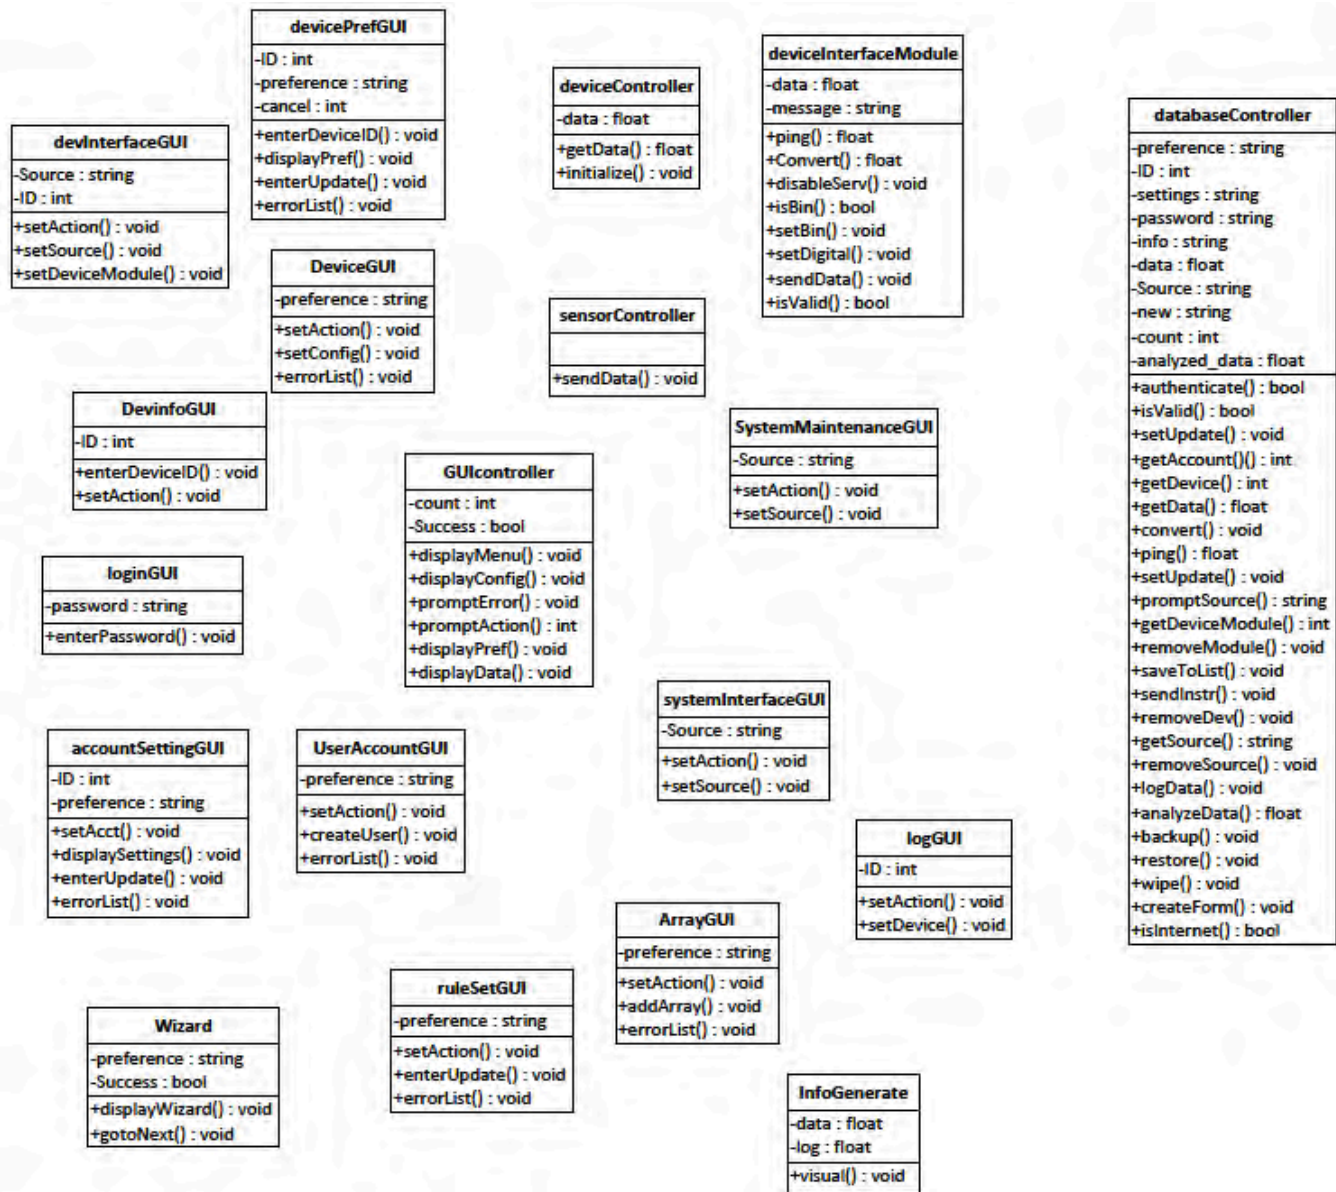 devicePrefGUI
-ID : int
-preference : string
-cancel : int
+enterDeviceID() : void
+displayPref() : void
+enterUpdate() : void
+errorList() : void
deviceInterfaceModule
-data : float
-message : string
+ping() : float
+Convert() : float
+disableServ() : void
+isBin() : bool
+setBin() : void
+setDigital() : void
+sendData() : void
+isValid() : bool
deviceController
-data : float
+getData() : float
+initialize() : void
databaseController
-preference : string
-ID : int
-settings : string
-password : string
-info : string
-data : float
-Source : string
-new : string
-count : int
-analyzed_data : float
+authenticate() : bool
+isValid() : bool
+setUpdate() : void
+getAccount()() : int
+getDevice() : int
+getData() : float
+convert() : void
+ping() : float
+setUpdate() : void
+promptSource() : string
+getDeviceModule() : int
+removeModule() : void
+saveToList() : void
+sendInstr() : void
+removeDev() : void
+getSource() : string
+removeSource() : void
+logData() : void
+analyzeData() : float
+backup() : void
+restore() : void
+wipe() : void
+createForm() : void
+isInternet() : bool
devInterfaceGUI
-Source : string
-ID : int
+setAction() : void
+setSource() : void
+setDeviceModule() : void
DeviceGUI
-preference : string
+setAction() : void
+setConfig() : void
+errorList() : void
sensorController
+sendData() : void
DevinfoGUI
-ID : int
+enterDeviceID() : void
+setAction() : void
SystemMaintenanceGUI
-Source : string
+setAction() : void
+setSource() : void
GUIcontroller
-count : int
-Success : bool
+displayMenu() : void
+displayConfig() : void
+promptError() : void
+promptAction() : int
+displayPref() : void
+displayData() : void
loginGUI
-password : string
+enterPassword() : void
systemInterfaceGUI
-Source : string
+setAction() : void
+setSource() : void
accountSettingGUI
-ID : int
-preference : string
+setAcct() : void
+displaySettings() : void
+enterUpdate() : void
+errorList() : void
UserAccountGUI
-preference : string
+setAction() : void
+createUser() : void
+errorList() : void
logGUI
-ID : int
+setAction() : void
+setDevice() : void
ArrayGUI
-preference : string
+setAction() : void
+addArray() : void
+errorList() : void
ruleSetGUI
-preference : string
+setAction() : void
+enterUpdate() : void
+errorList() : void
Wizard
-preference : string
-Success : bool
+displayWizard() : void
+gotoNext() : void
InfoGenerate
-data : float
-log : float
+visual() : void